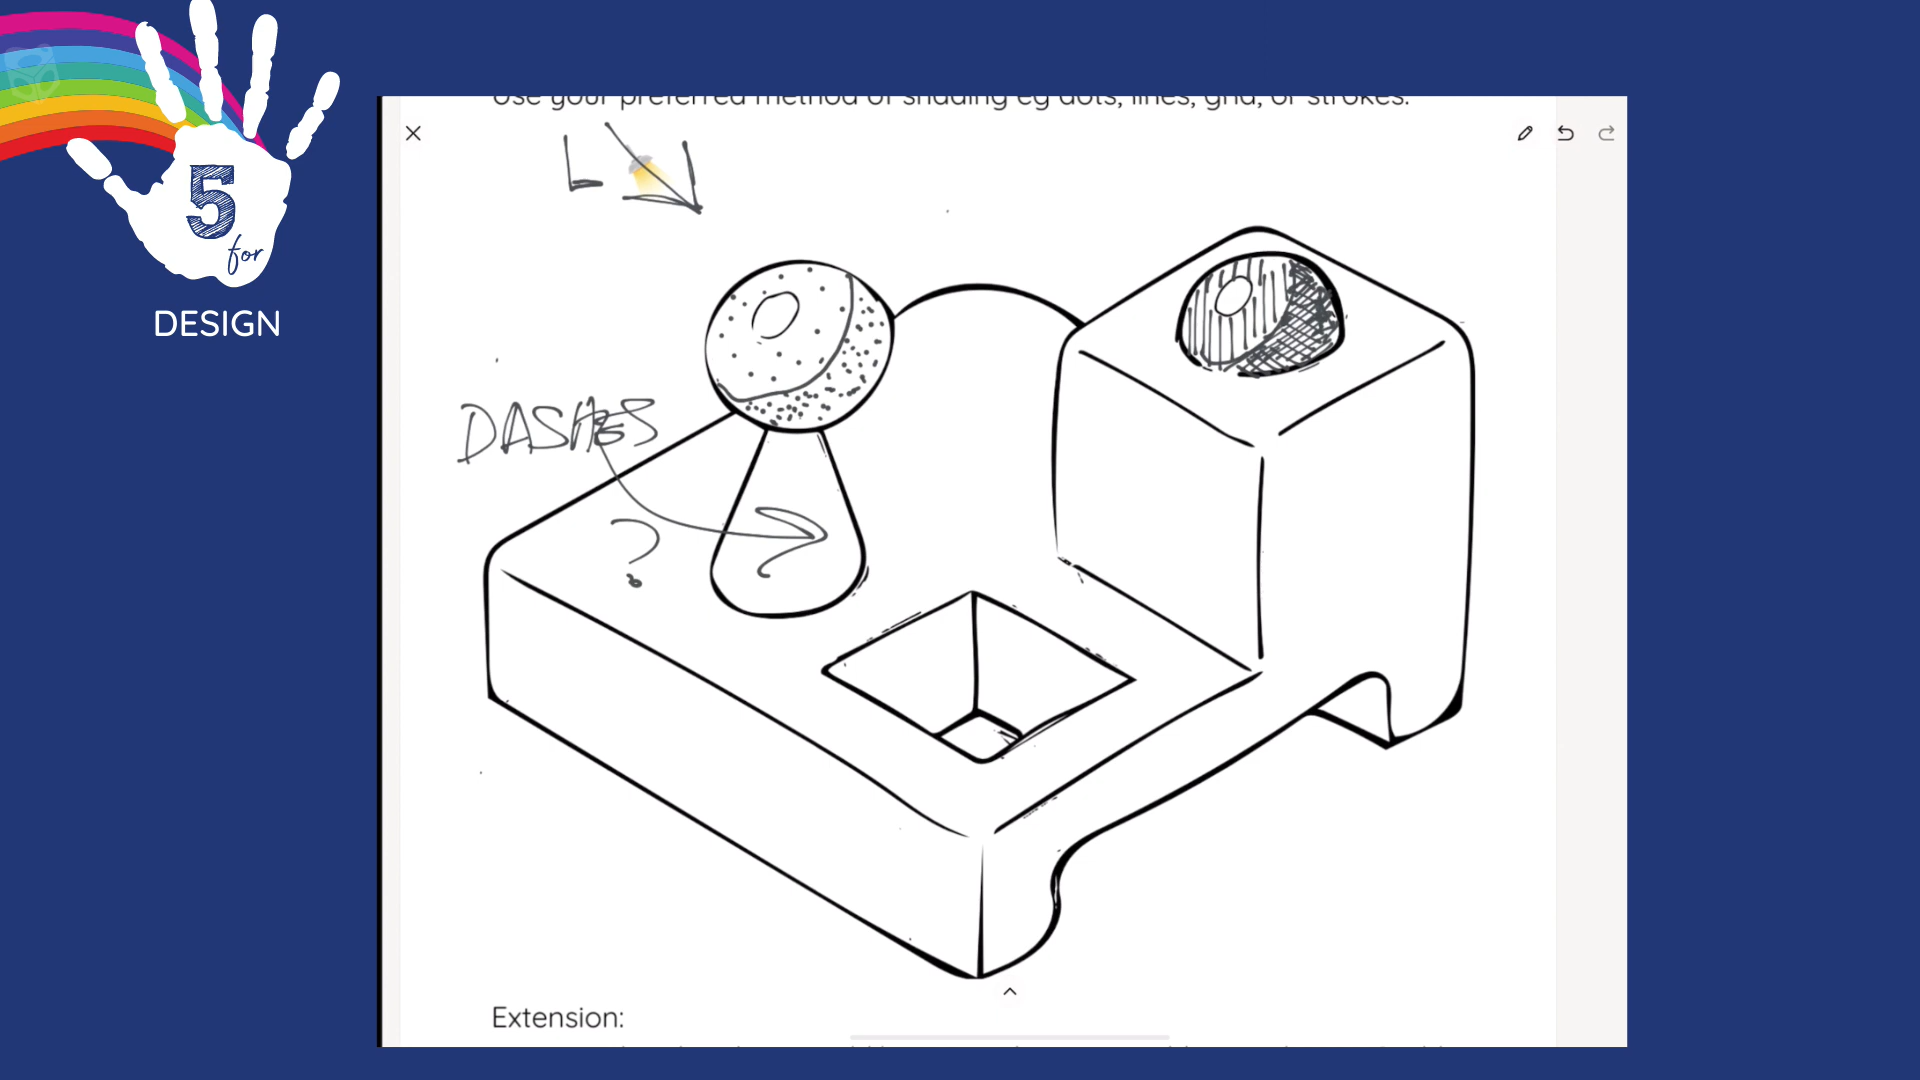 Use your preferred method of shading eg dots, lines, grid, or strokes.
5
for
DESIGN
DASHES
?
Extension: